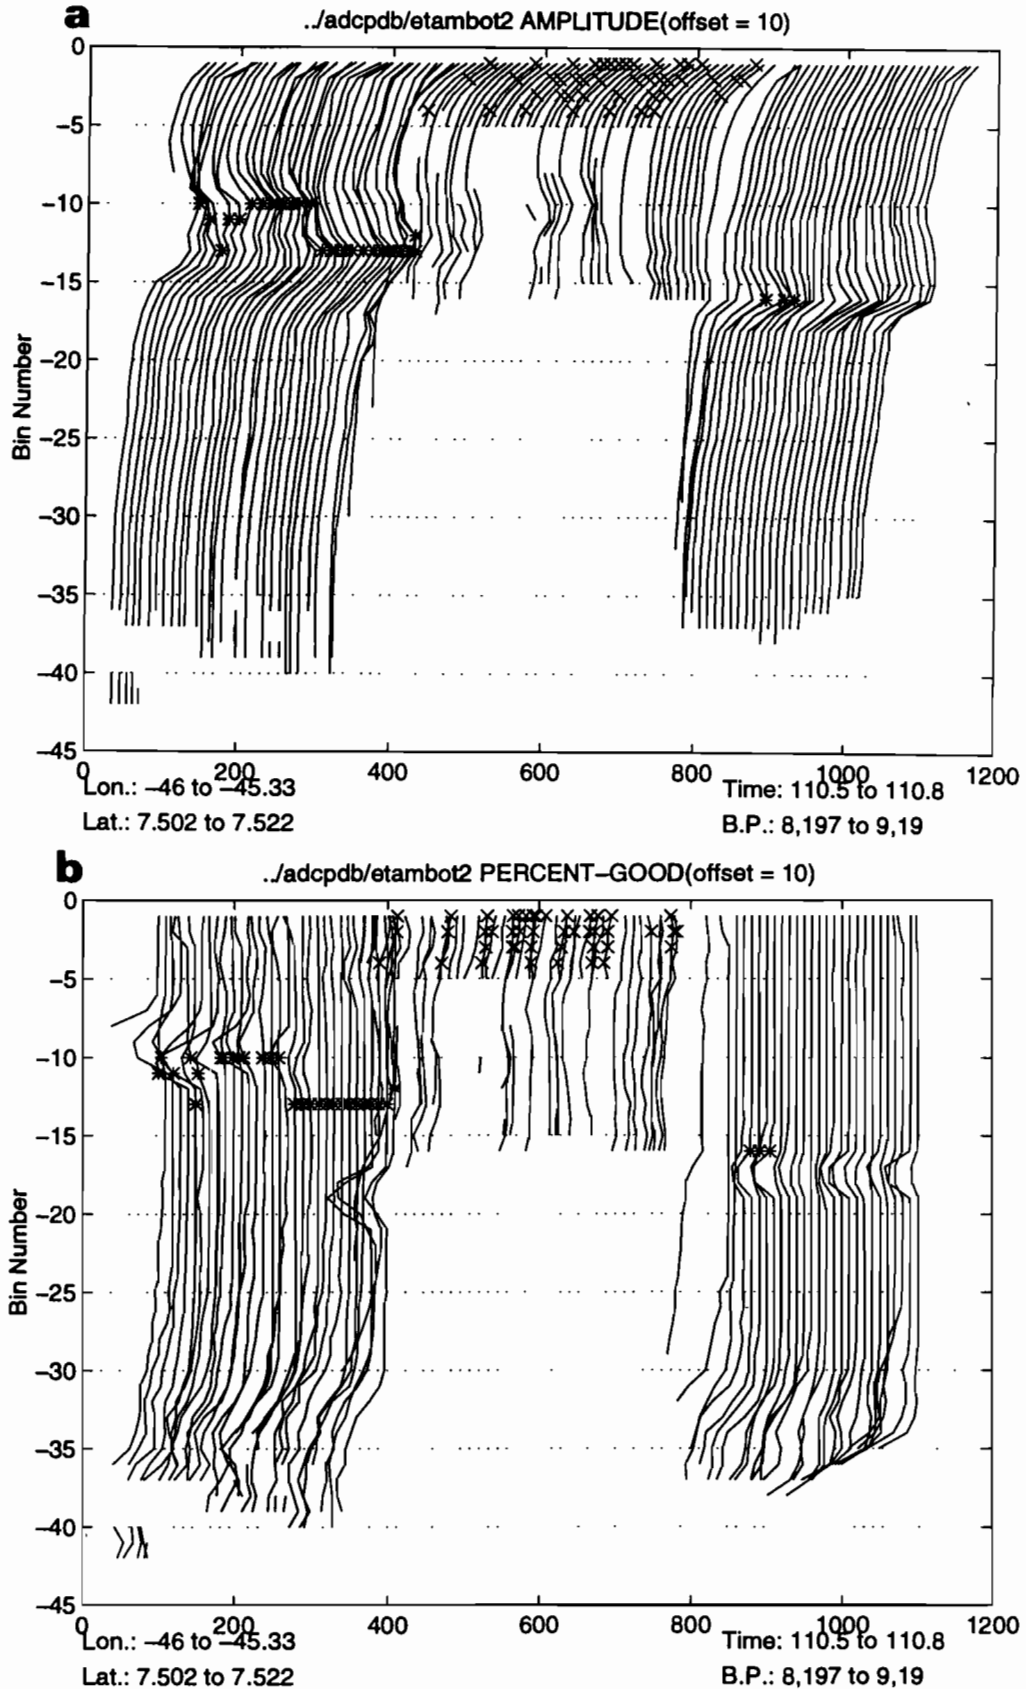 a
../adcpdb/etambot2 AMPLITUDE(offset = 10)
0
−5
−10
−15
−20
−25
−30
−35
−40
−45
Bin Number
0 200 400 600 800 1000 1200
Lon.: −46 to −45.33
Time: 110.5 to 110.8
Lat.: 7.502 to 7.522
B.P.: 8,197 to 9,19
b
../adcpdb/etambot2 PERCENT−GOOD(offset = 10)
0
−5
−10
−15
−20
−25
−30
−35
−40
−45
Bin Number
0 200 400 600 800 1000 1200
Lon.: −46 to −45.33
Time: 110.5 to 110.8
Lat.: 7.502 to 7.522
B.P.: 8,197 to 9,19